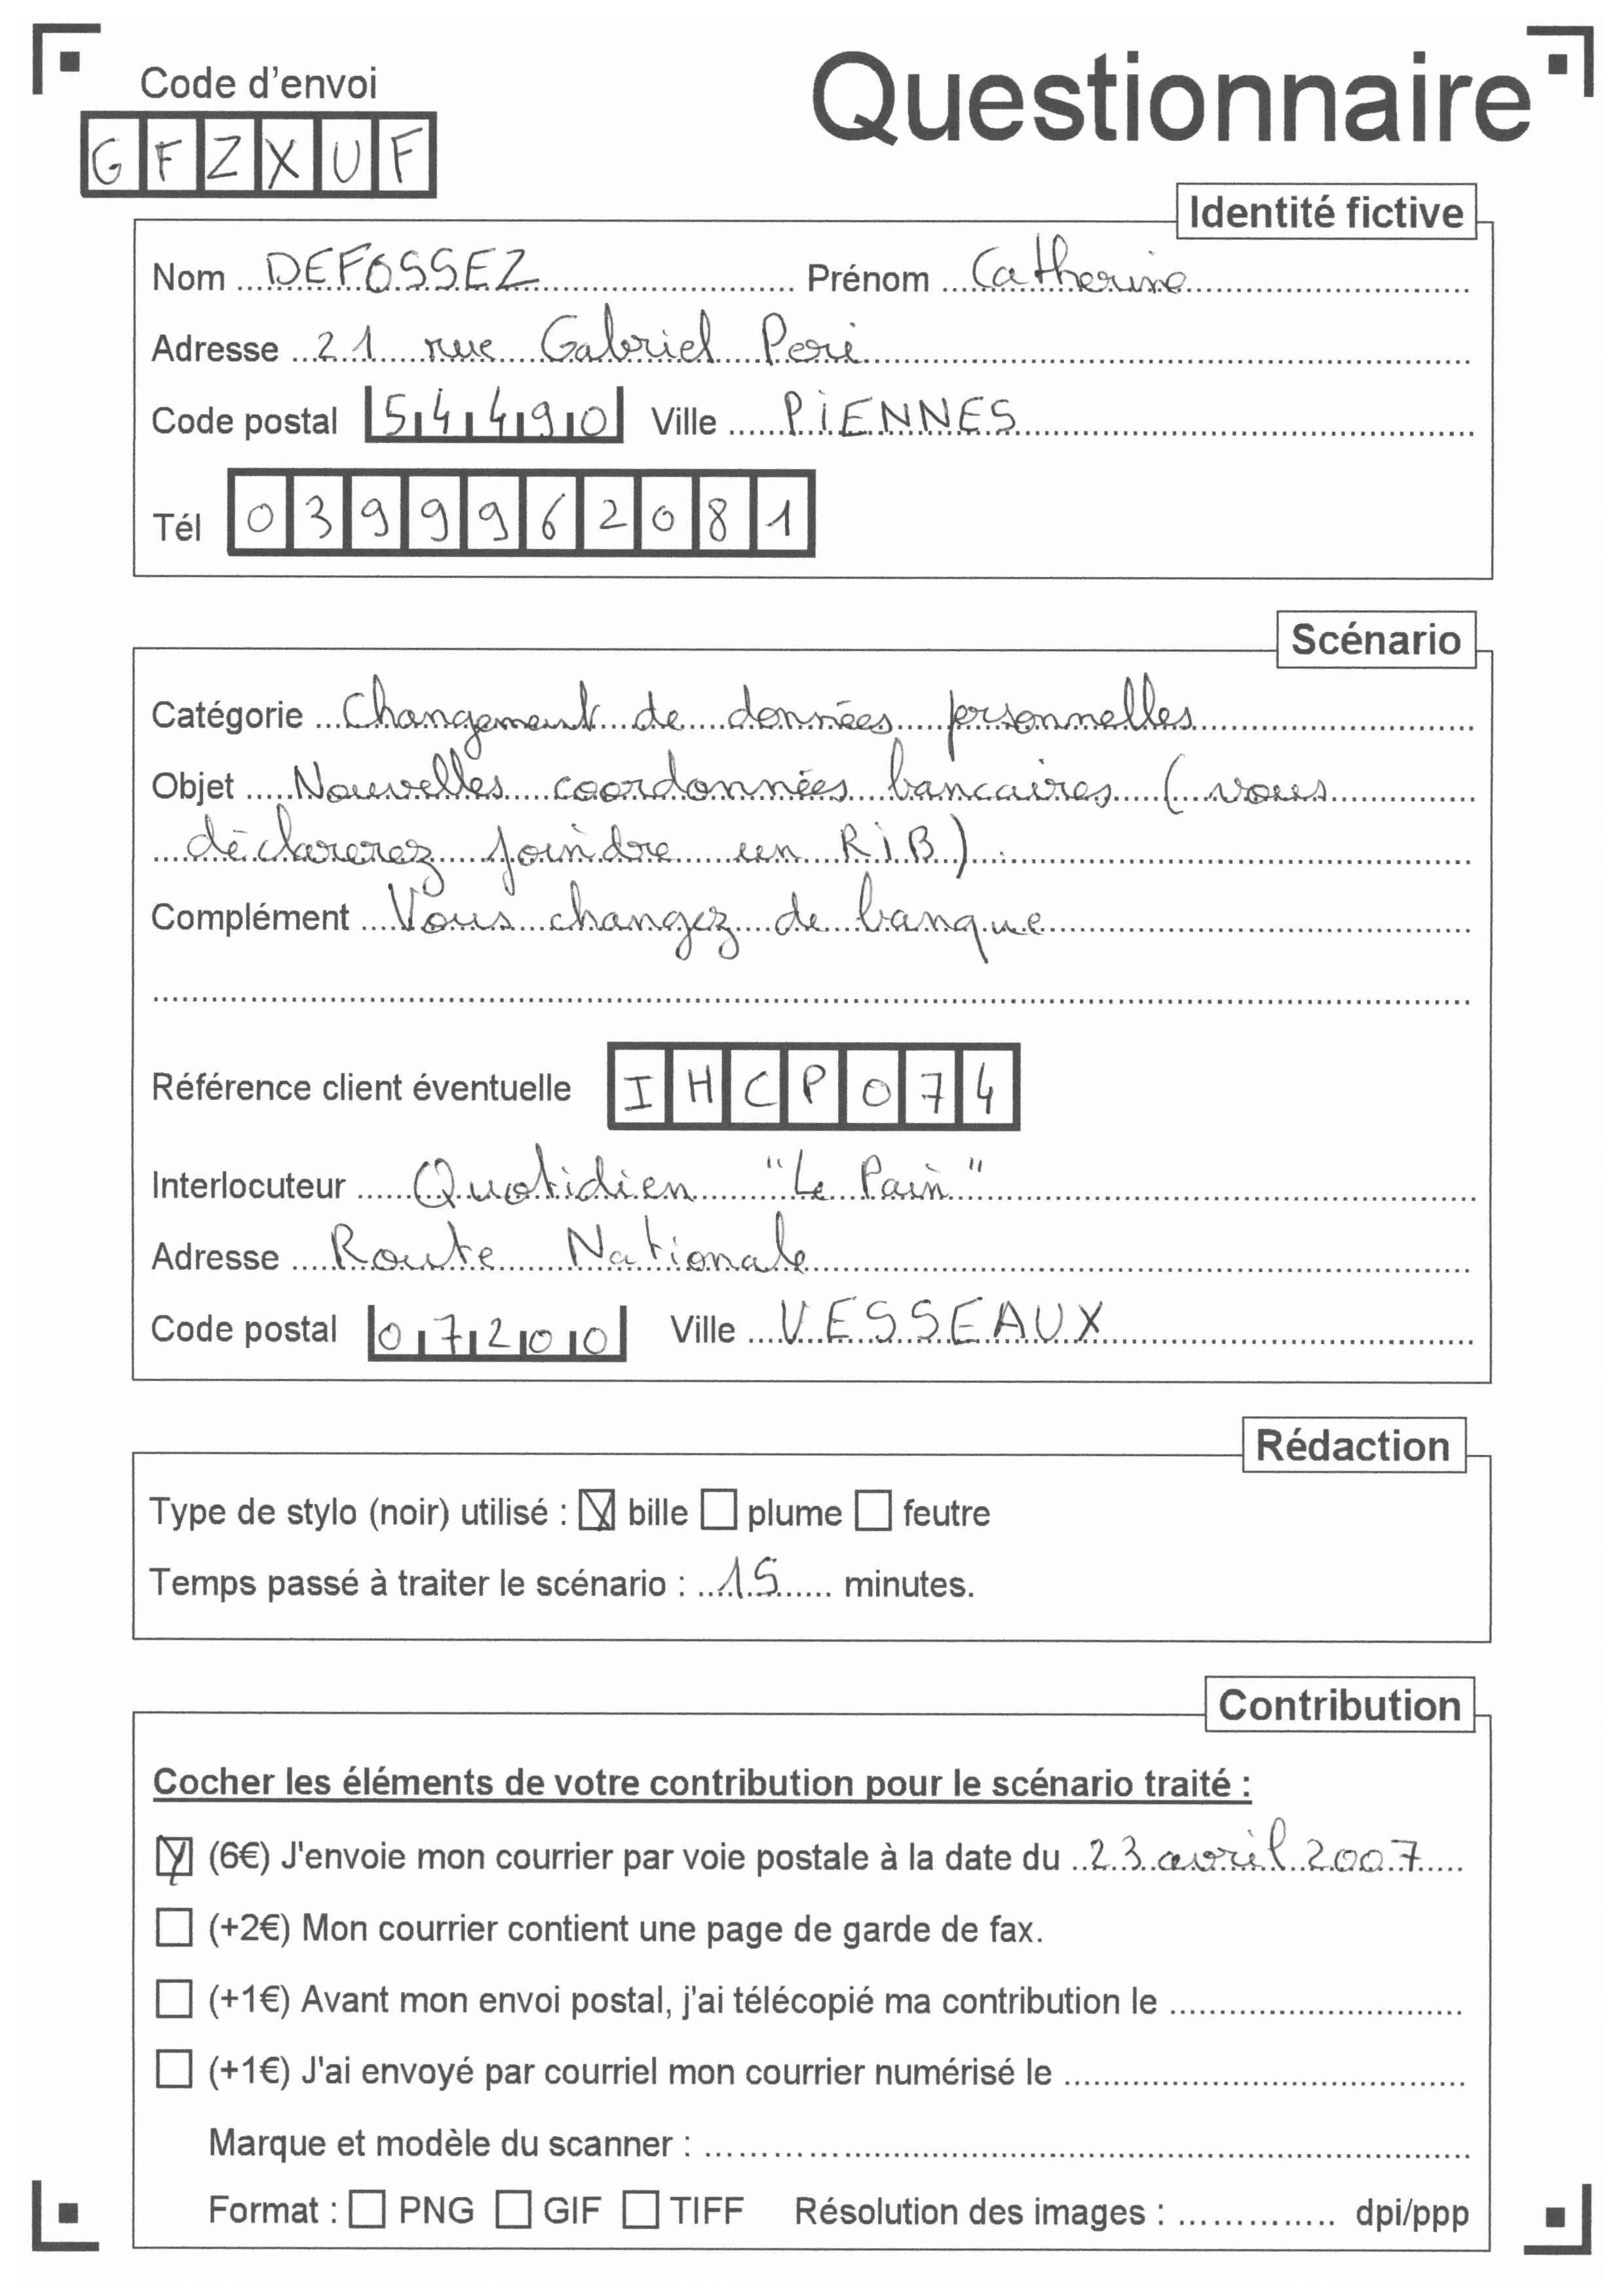 Code d'envoi
Questionnaire
GFZXUF
Identité fictive
Nom DEFOSSEZ Prénom Catherine
Adresse 21 rue Gabriel Peri
Code postal 54490 Ville PIENNES
Tél 0399962081
Scénario
Catégorie Changement de données personnelles
Objet Nouvelles coordonnées bancaires (vous
déclarerez joindre un RIB).
Complément Vous changez de banque
Référence client éventuelle IHCP074
Interlocuteur Quotidien "Le Pain"
Adresse Route Nationale
Code postal 07200 Ville VESSEAUX
Rédaction
Type de stylo (noir) utilisé : ☒ bille ☐ plume ☐ feutre
Temps passé à traiter le scénario : 15 minutes.
Contribution
Cocher les éléments de votre contribution pour le scénario traité :
☒ (6€) J'envoie mon courrier par voie postale à la date du 23 avril 2007
☐ (+2€) Mon courrier contient une page de garde de fax.
☐ (+1€) Avant mon envoi postal, j'ai télécopié ma contribution le
☐ (+1€) J'ai envoyé par courriel mon courrier numérisé le
Marque et modèle du scanner :
Format : ☐ PNG ☐ GIF ☐ TIFF Résolution des images : dpi/ppp